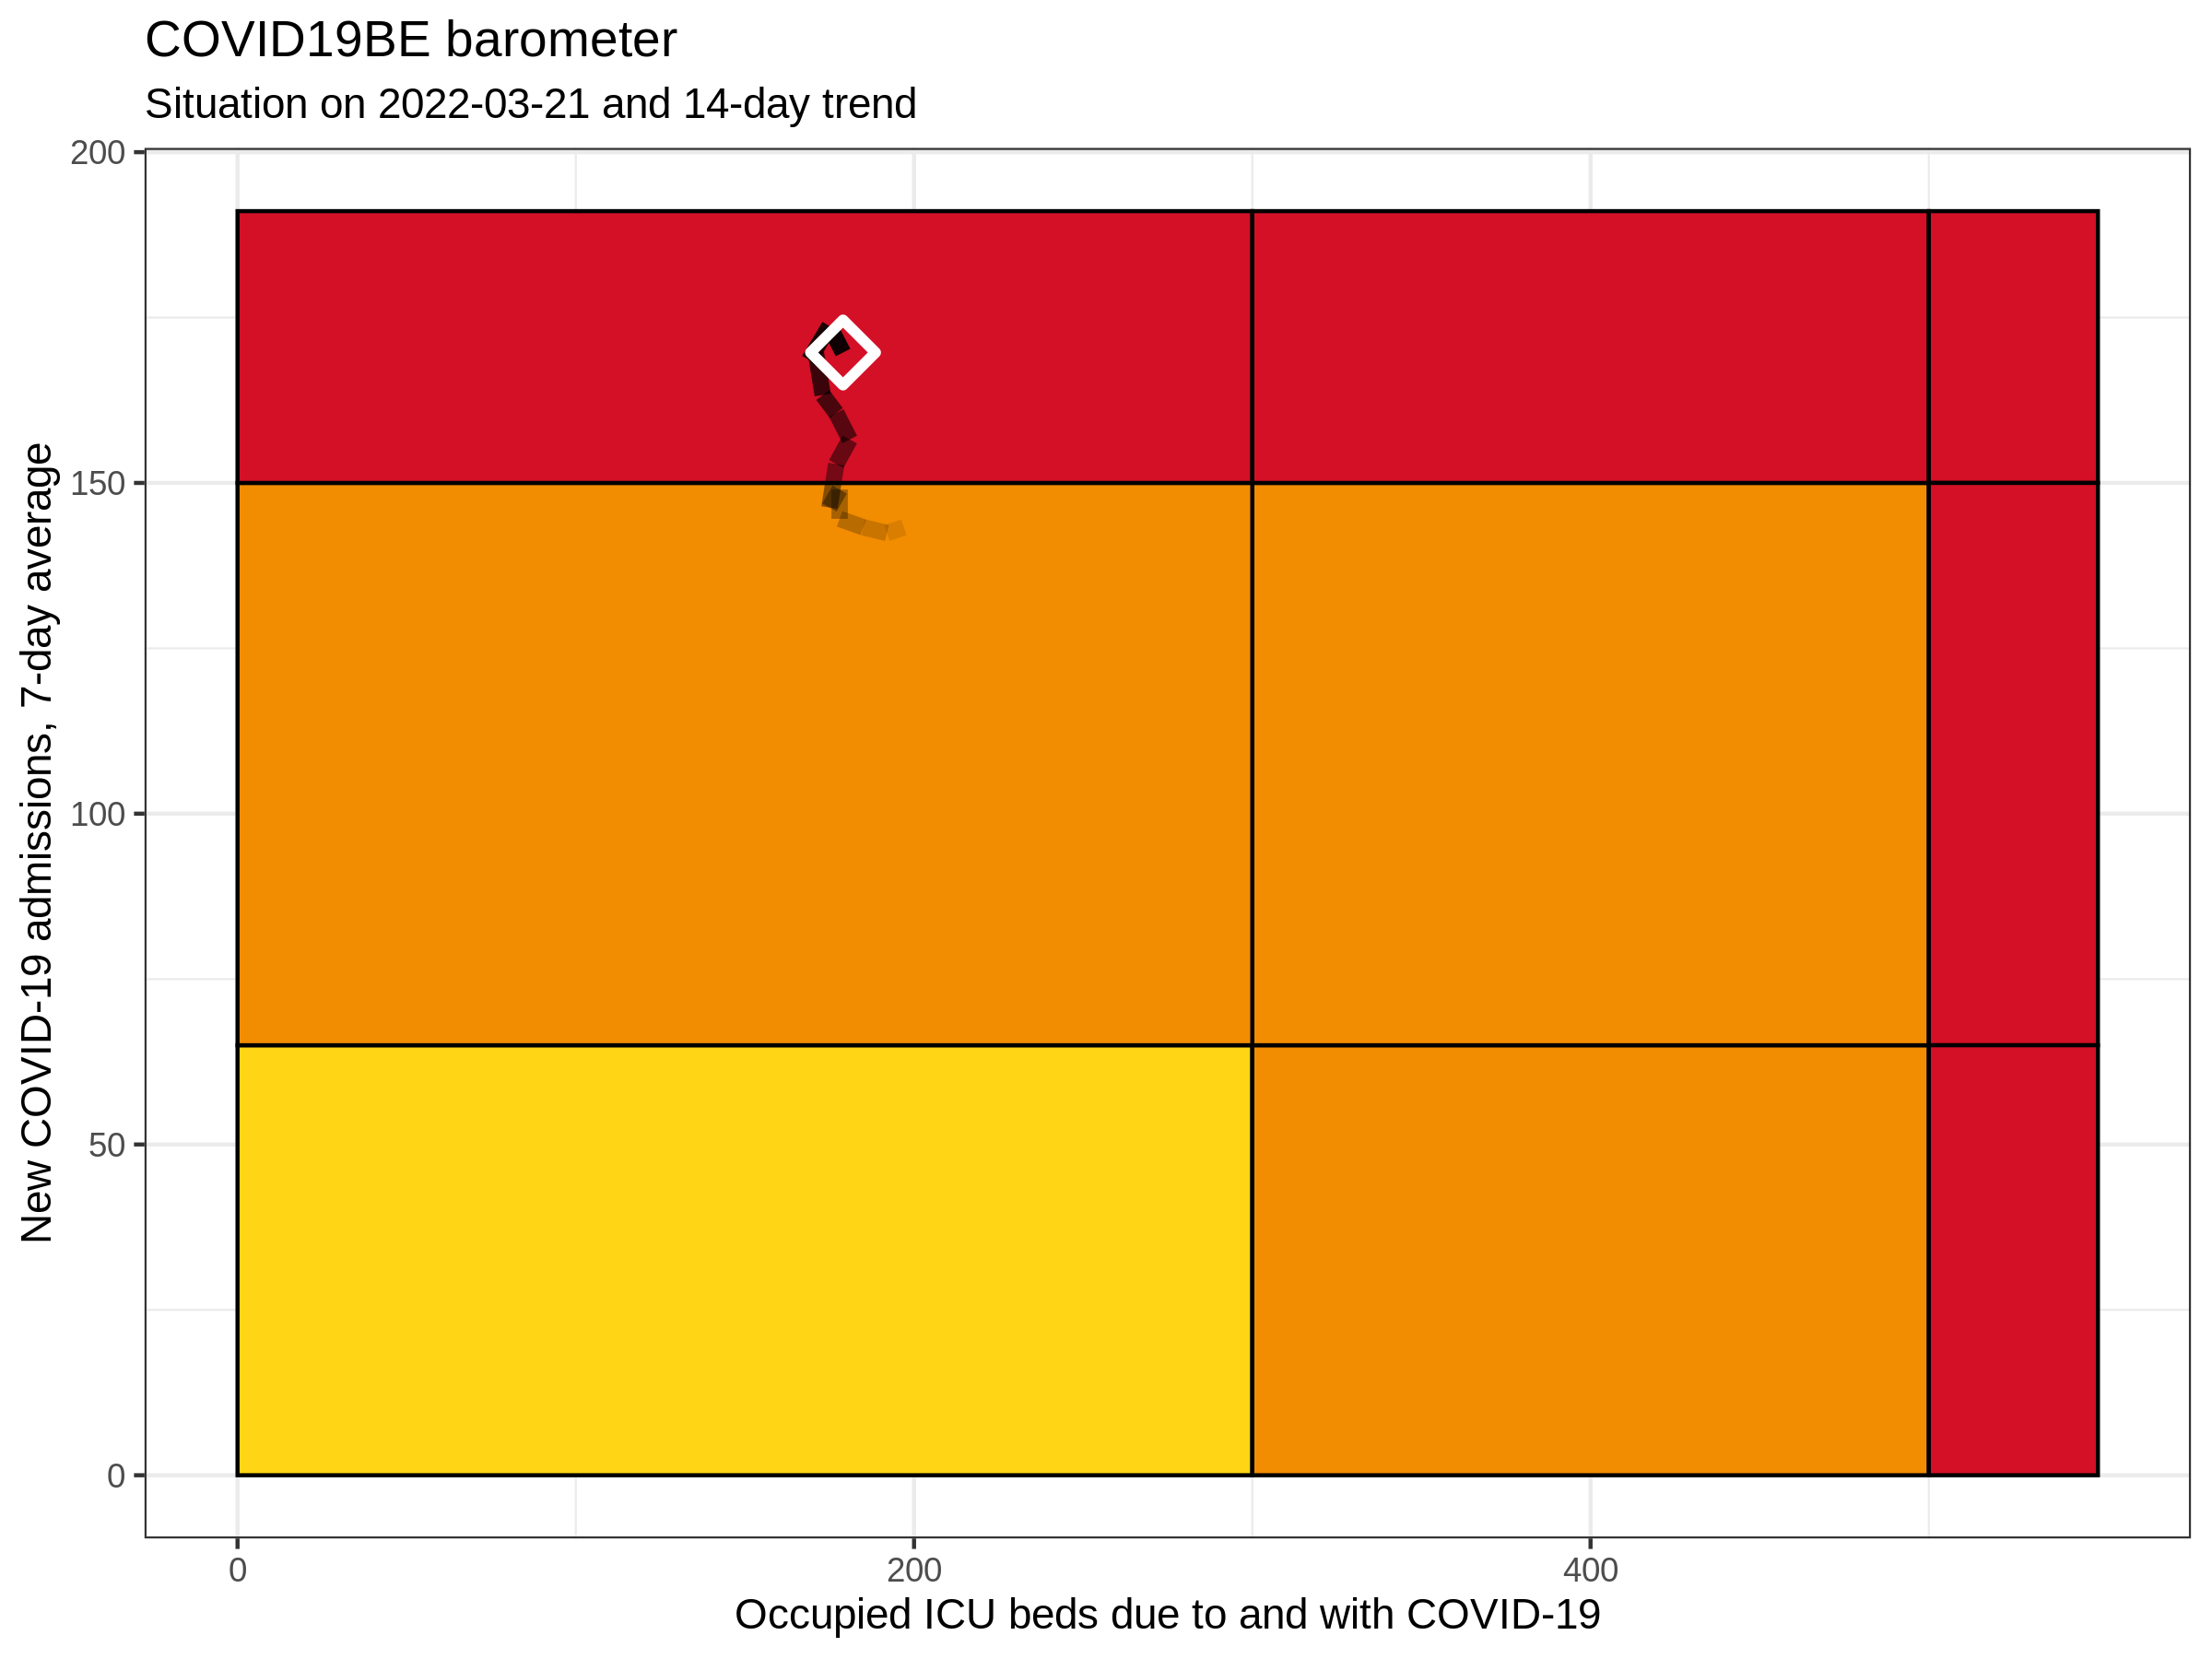 COVID19BE barometer
Situation on 2022-03-21 and 14-day trend
New COVID-19 admissions, 7-day average
200
150
100
50
0
0
200
400
Occupied ICU beds due to and with COVID-19